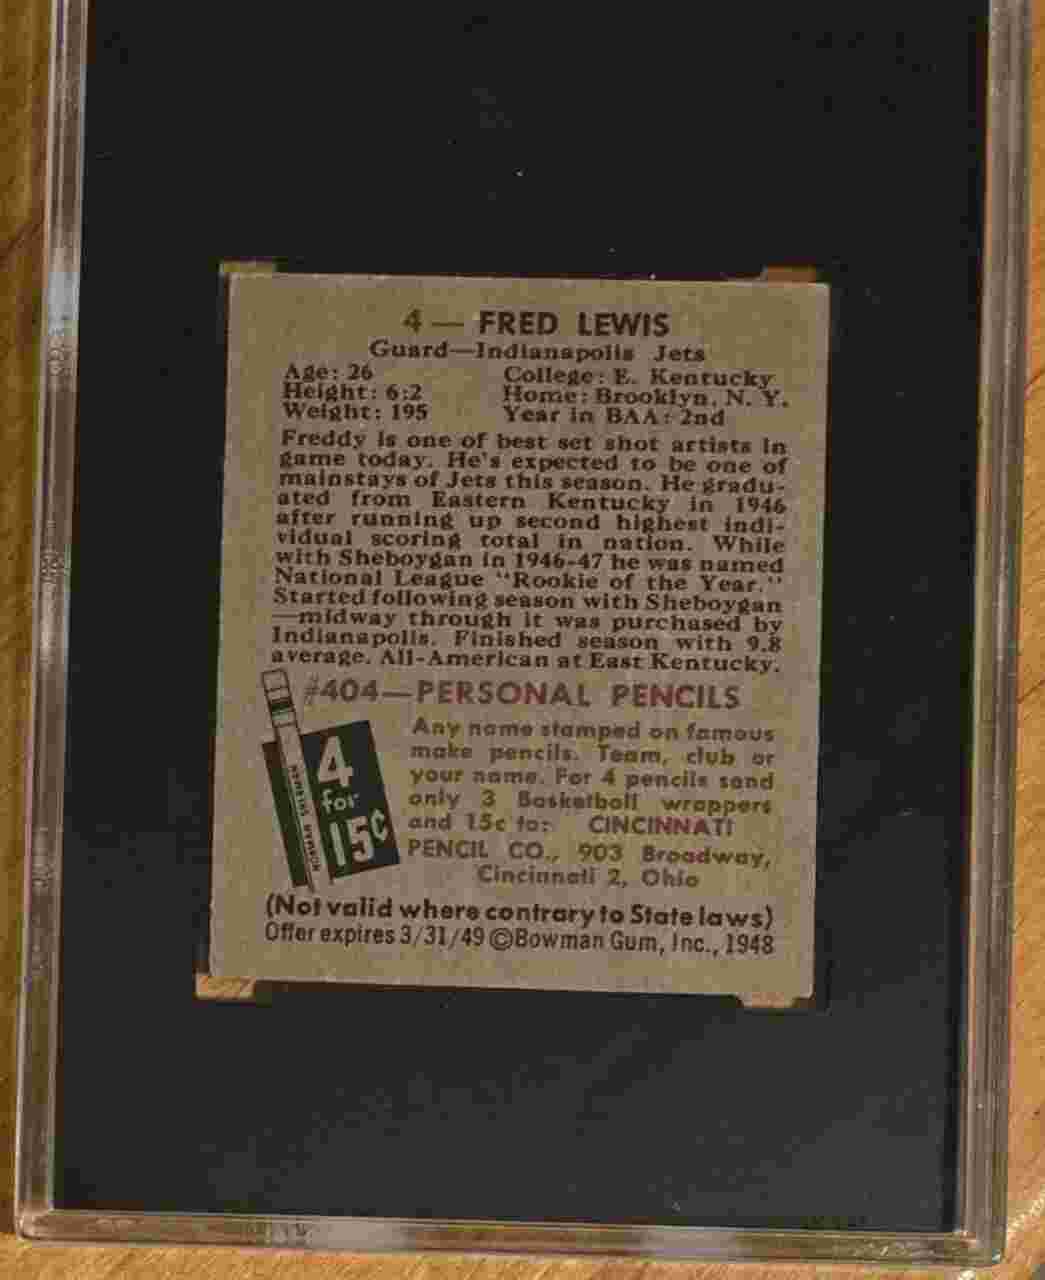 4 — FRED LEWIS
Guard—Indianapolis Jets
Age: 26
Height: 6:2
Weight: 195
College: E. Kentucky
Home: Brooklyn, N. Y.
Year in BAA: 2nd
Freddy is one of best set shot artists in
game today. He's expected to be one of
mainstays of Jets this season. He gradu-
ated from Eastern Kentucky in 1946
after running up second highest indi-
vidual scoring total in nation. While
with Sheboygan in 1946-47 he was named
National League "Rookie of the Year."
Started following season with Sheboygan
—midway through it was purchased by
Indianapolis. Finished season with 9.8
average. All-American at East Kentucky.
#404—PERSONAL PENCILS
Any name stamped on famous
make pencils. Team, club or
your name. For 4 pencils send
only 3 Basketball wrappers
and 15c to: CINCINNATI
PENCIL CO., 903 Broadway,
Cincinnati 2, Ohio
4
for
15¢
NORMAN
(Not valid where contrary to State laws)
Offer expires 3/31/49 ©Bowman Gum, Inc., 1948